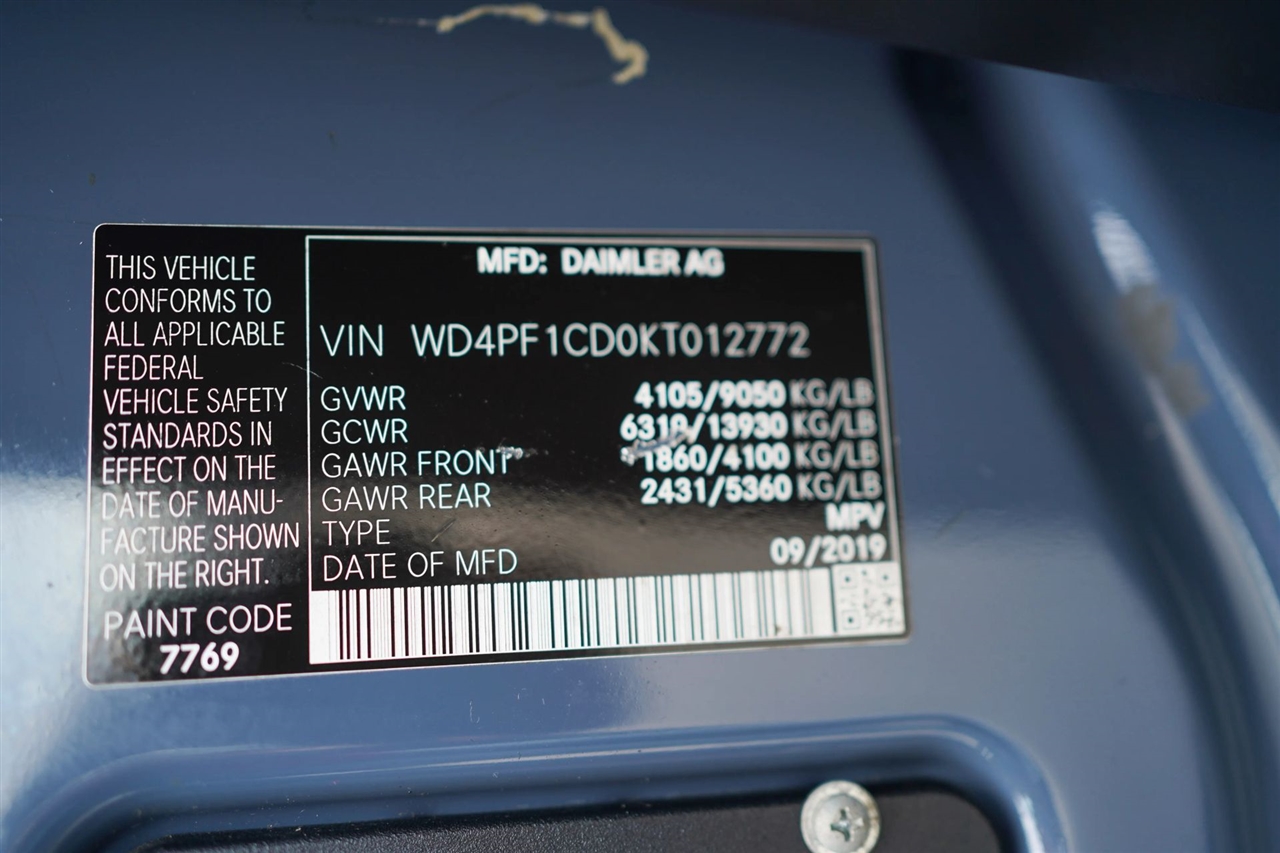 THIS VEHICLE
CONFORMS TO
ALL APPLICABLE
FEDERAL
VEHICLE SAFETY
STANDARDS IN
EFFECT ON THE
DATE OF MANU-
FACTURE SHOWN
ON THE RIGHT.
PAINT CODE
7769
MFD: DAIMLER AG
VIN WD4PF1CD0KT012772
GVWR 4105/9050 KG/LB
GCWR 6319/13930 KG/LB
GAWR FRONT 1860/4100 KG/LB
GAWR REAR 2431/5360 KG/LB
TYPE MPV
DATE OF MFD 09/2019